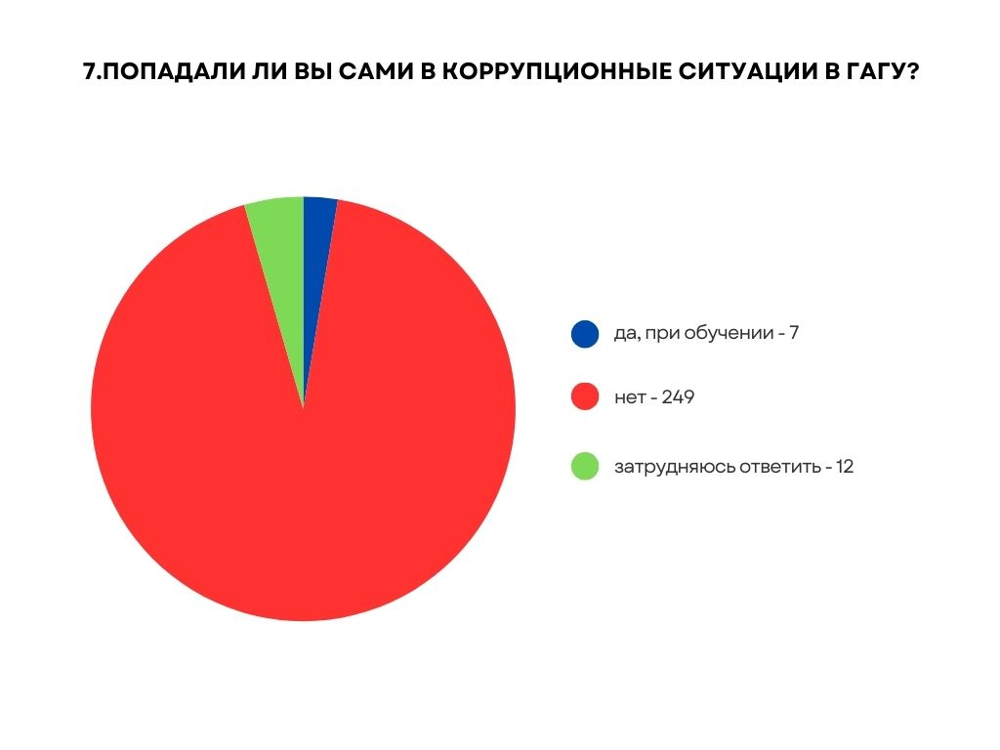 7.ПОПАДАЛИ ЛИ ВЫ САМИ В КОРРУПЦИОННЫЕ СИТУАЦИИ В ГАГУ?
да, при обучении - 7
нет - 249
затрудняюсь ответить - 12